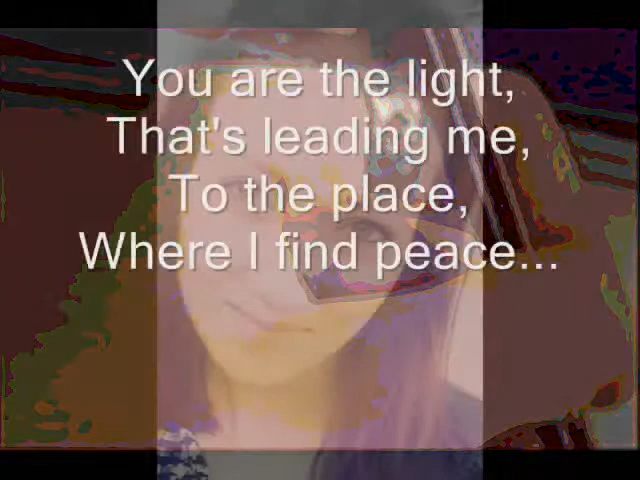 You are the light,
That's leading me,
To the place,
Where I find peace...